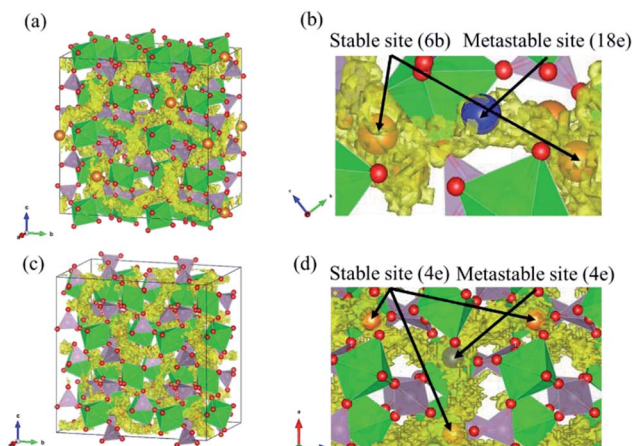 (a)
(b)
Stable site (6b) Metastable site (18e)
c
b
(c)
(d)
Stable site (4e) Metastable site (4e)
c
b
a